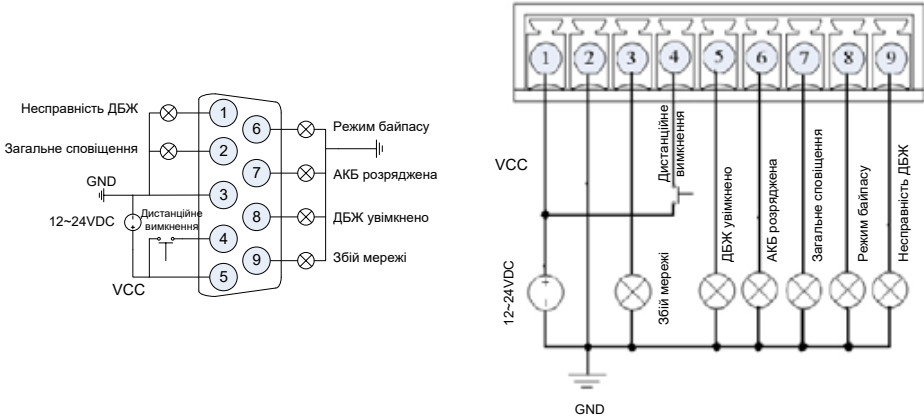 Несправність ДБЖ
Загальне сповіщення
GND
12~24VDC
Дистанційне
вимкнення
VCC
1
2
3
4
5
6
7
8
9
Режим байпасу
АКБ розряджена
ДБЖ увімкнено
Збій мережі
1
2
3
4
5
6
7
8
9
VCC
12~24VDC
Збій мережі
Дистанційне
вимкнення
ДБЖ увімкнено
АКБ розряджена
Загальне сповіщення
Режим байпасу
Несправність ДБЖ
GND